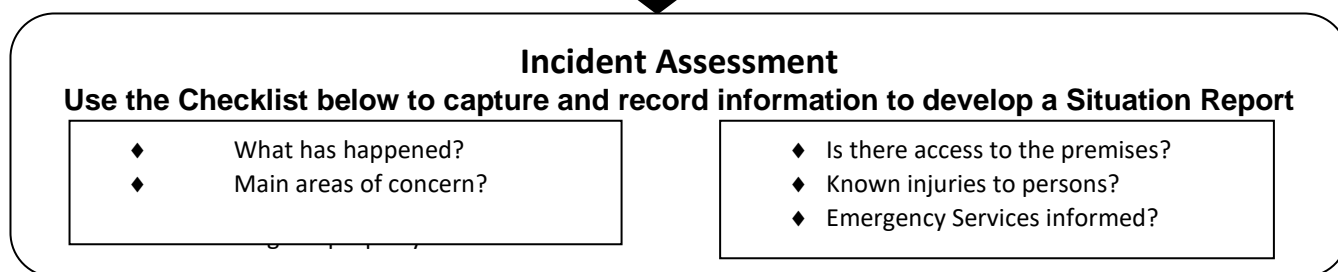 Incident Assessment
Use the Checklist below to capture and record information to develop a Situation Report
♦ What has happened?
♦ Main areas of concern?
♦ Is there access to the premises?
♦ Known injuries to persons?
♦ Emergency Services informed?